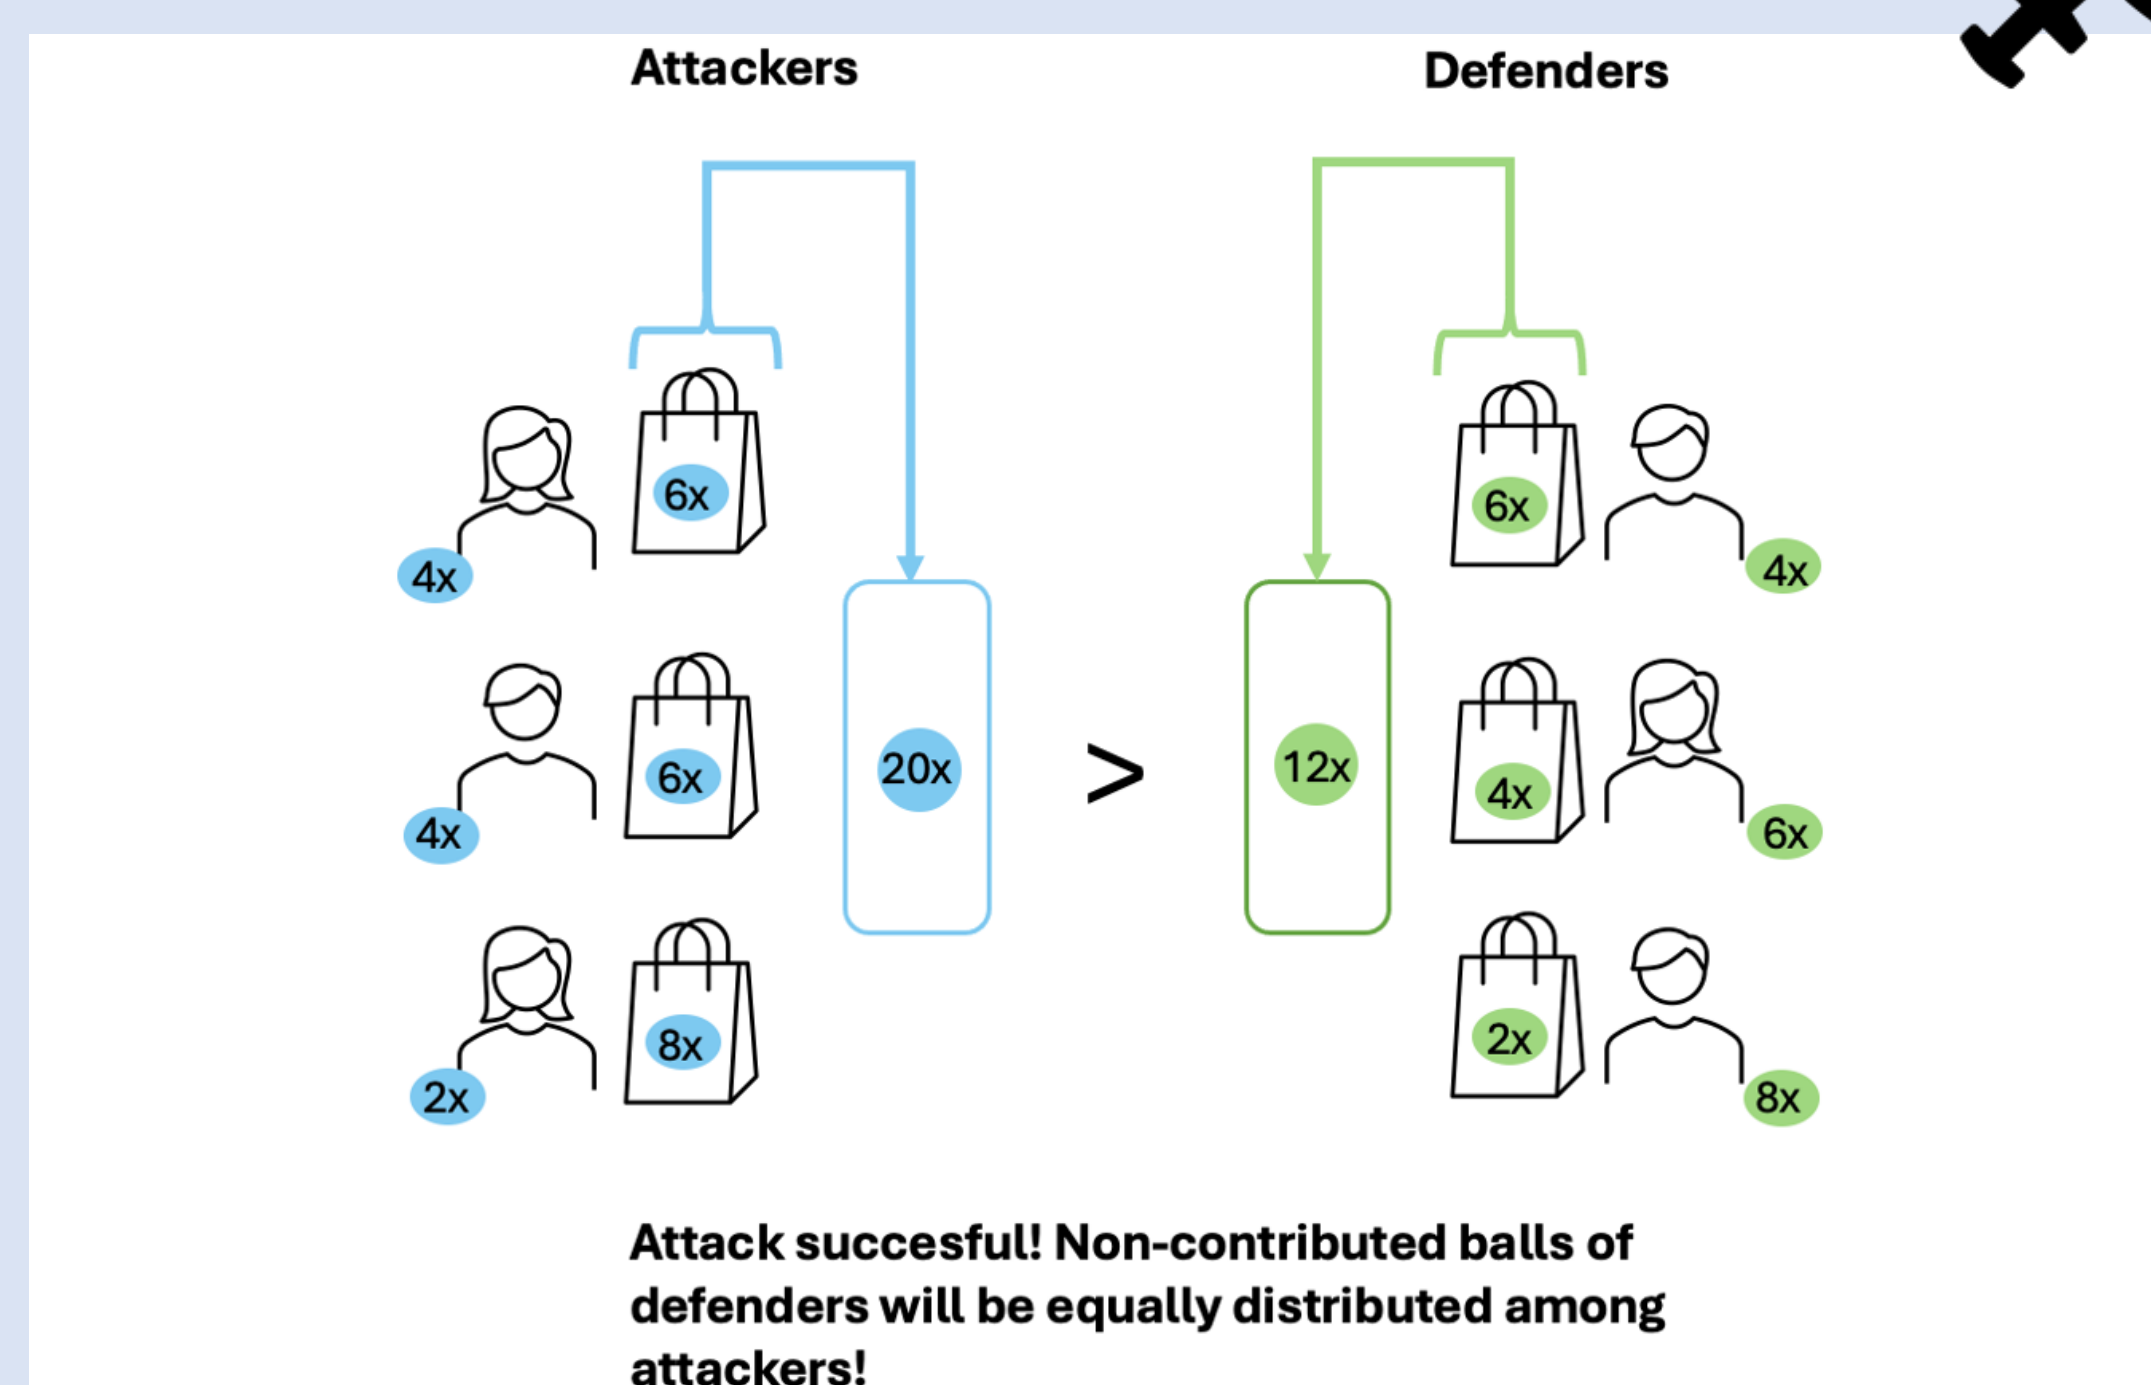 Attackers
Defenders
6x
6x
4x
4x
6x
4x
20x
>
12x
4x
6x
8x
2x
2x
8x
Attack succesful! Non-contributed balls of
defenders will be equally distributed among
attackers!